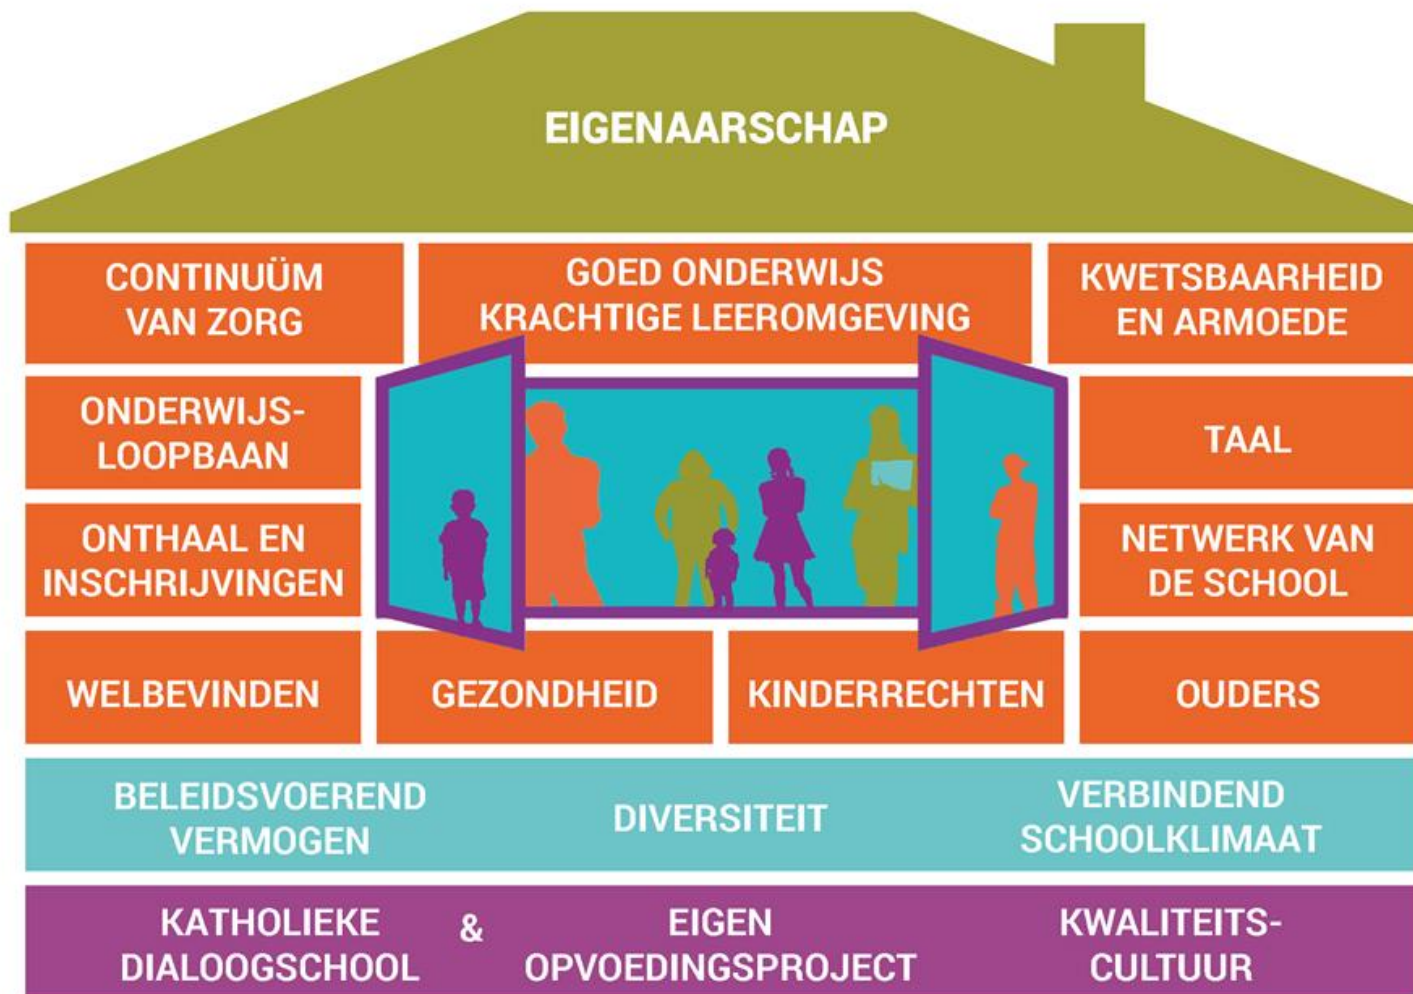 EIGENAARSCHAP
CONTINUÜM
VAN ZORG
GOED ONDERWIJS
KRACHTIGE LEEROMGEVING
KWETSBAARHEID
EN ARMOEDE
ONDERWIJS-
LOOPBAAN
TAAL
ONTHAAL EN
INSCHRIJVINGEN
NETWERK VAN
DE SCHOOL
WELBEVINDEN
GEZONDHEID
KINDERRECHTEN
OUDERS
BELEIDSVOEREND
VERMOGEN
DIVERSITEIT
VERBINDEND
SCHOOLKLIMAAT
KATHOLIEKE
DIALOOGSCHOOL
&
EIGEN
OPVOEDINGSPROJECT
KWALITEITS-
CULTUUR